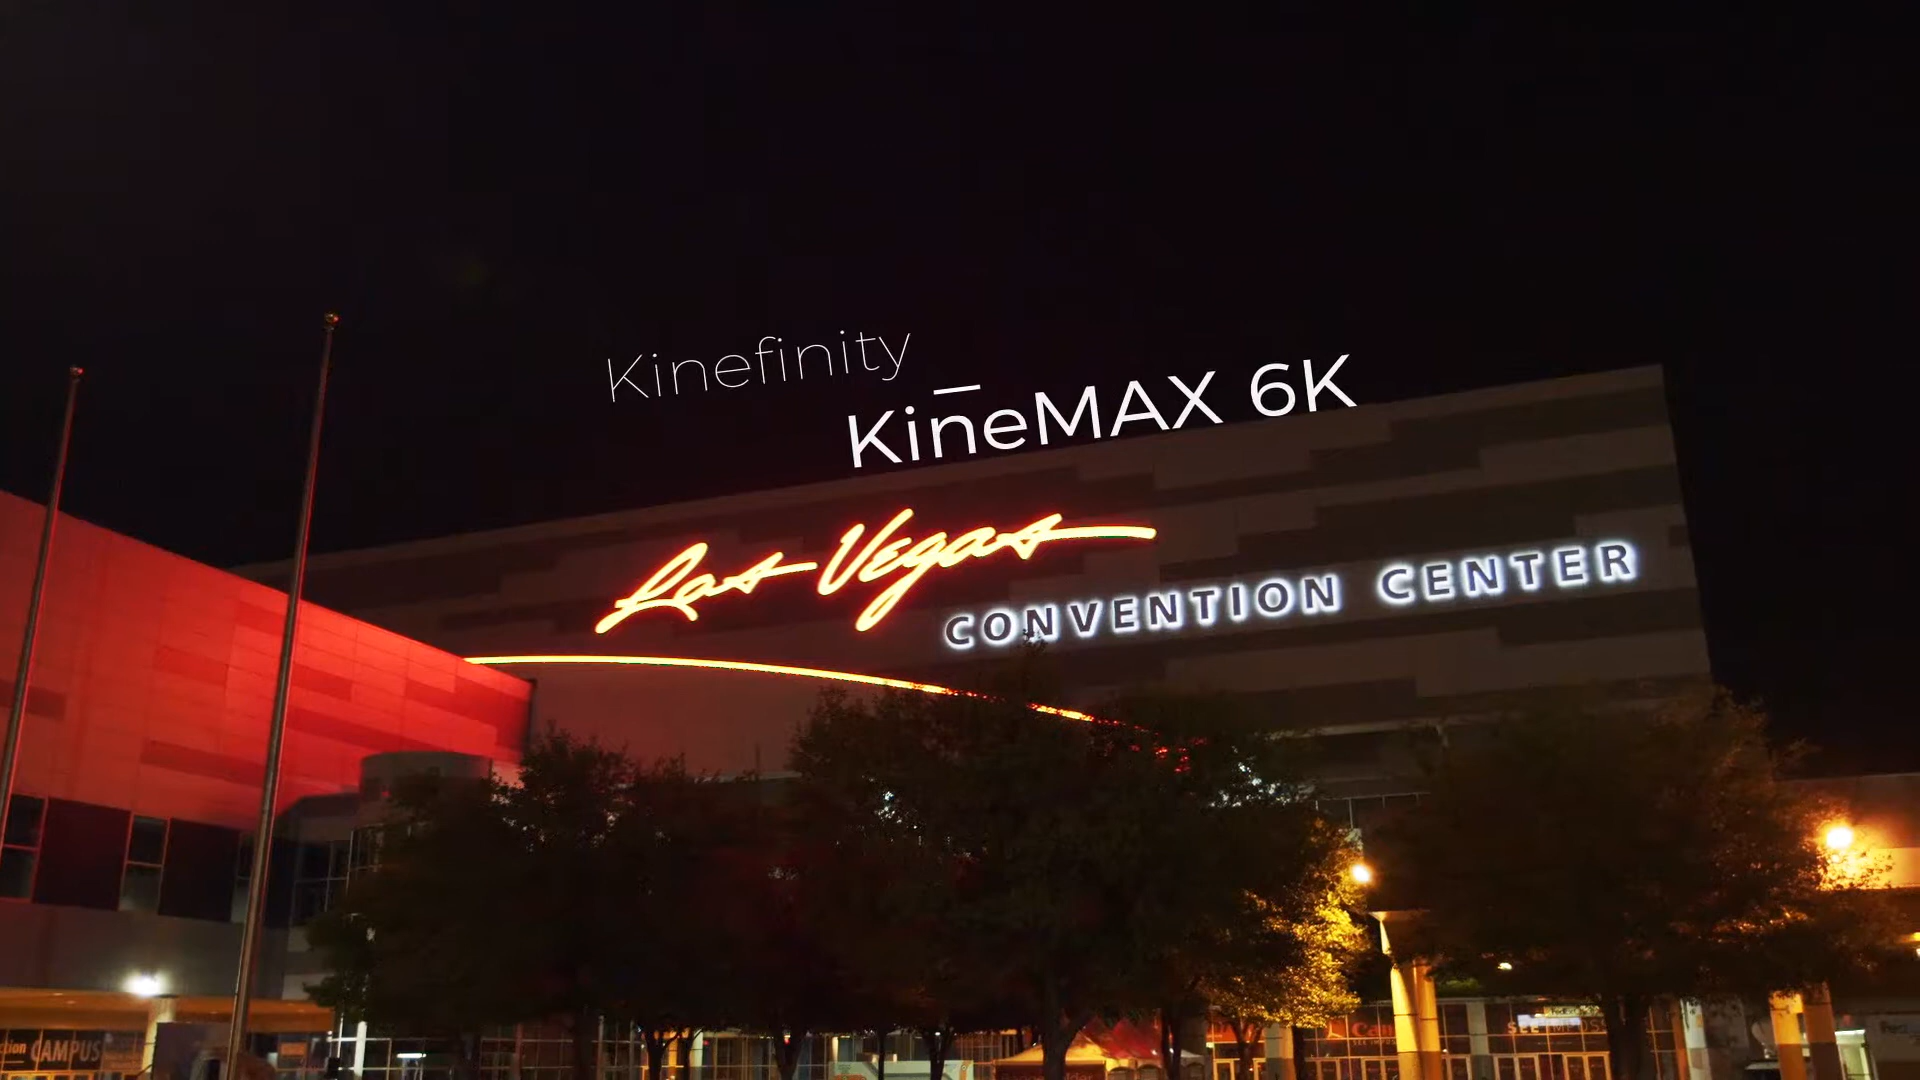 Kinefinity
KineMAX 6K
Las Vegas
CONVENTION CENTER
CAMPUS